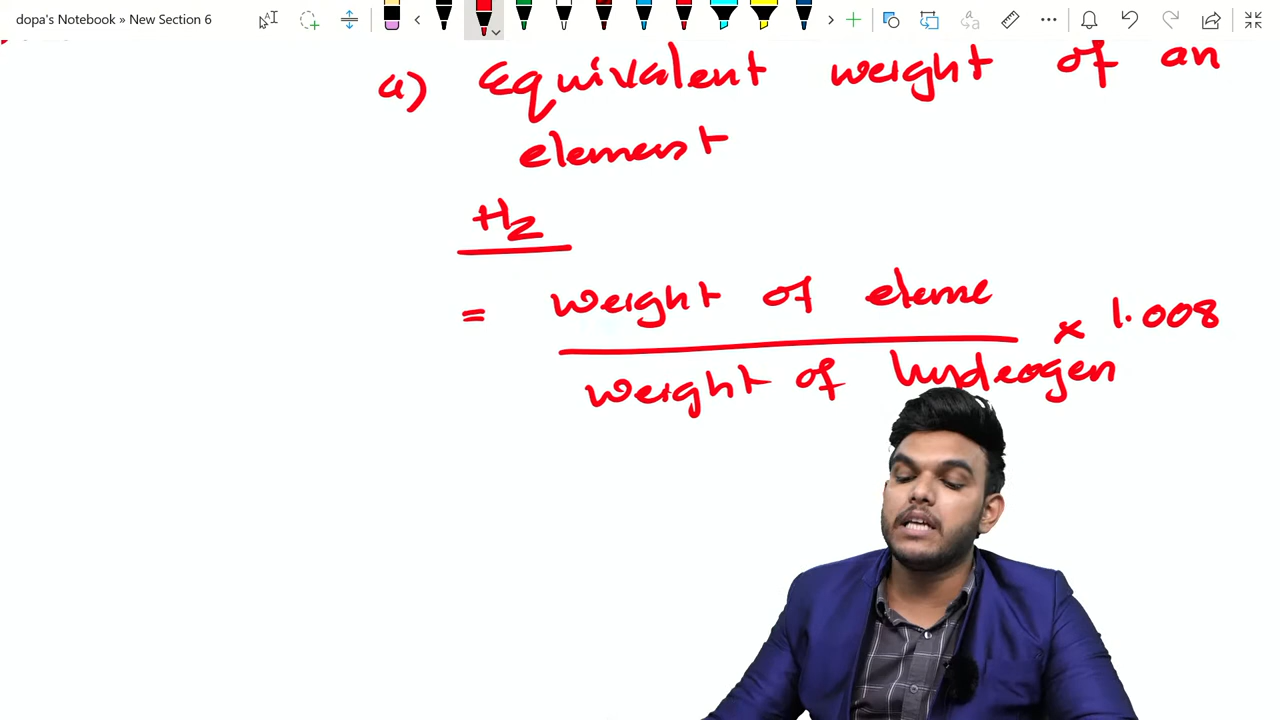 dopa's Notebook » New Section 6
a) Equivalent weight of an
element
H2
= weight of eleme
weight of hydrogen × 1.008